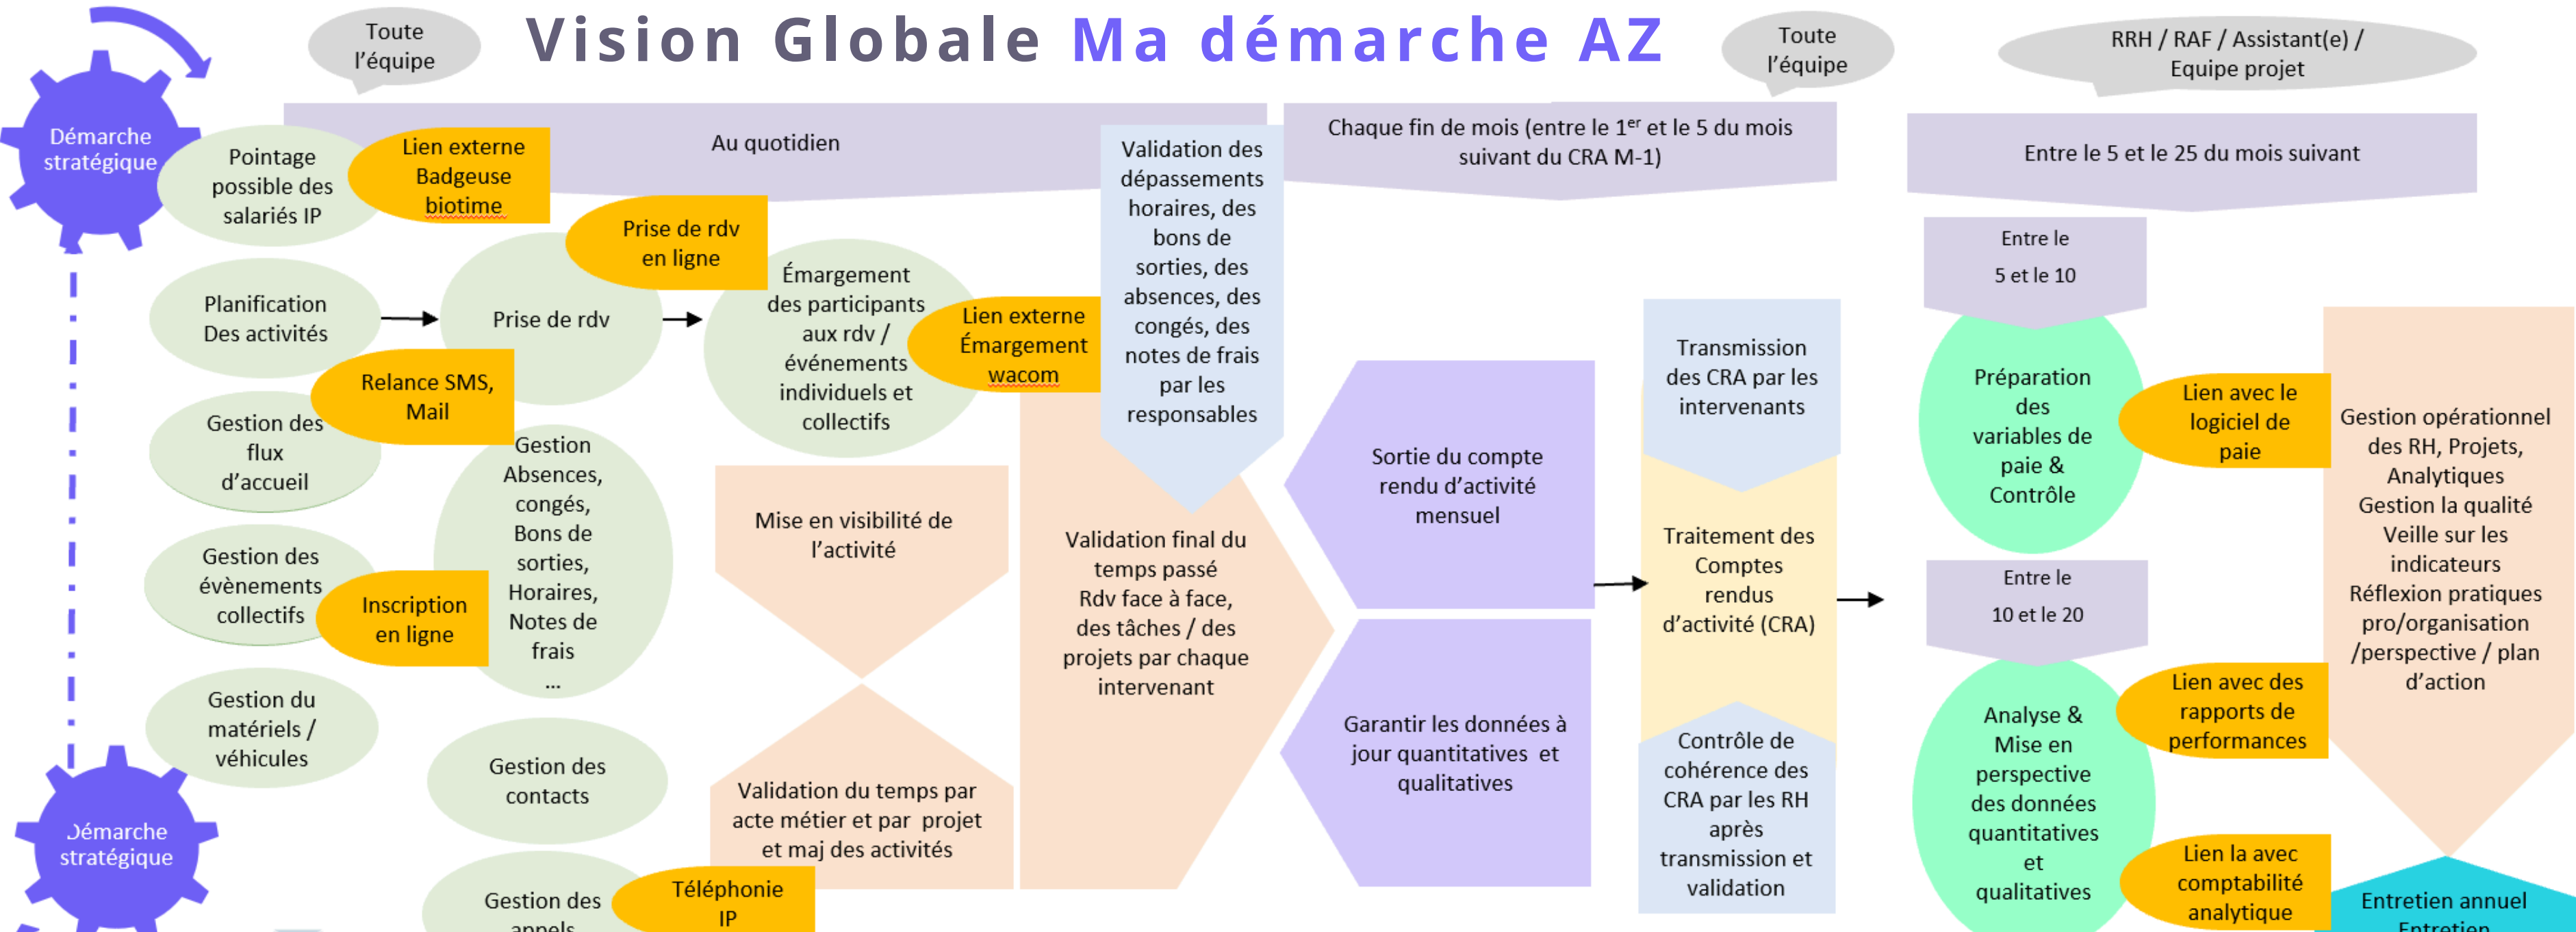 Vision Globale Ma démarche AZ
Toute
l'équipe
Toute
l'équipe
RRH / RAF / Assistant(e) /
Equipe projet
Démarche
stratégique
Au quotidien
Chaque fin de mois (entre le 1er et le 5 du mois
suivant du CRA M-1)
Entre le 5 et le 25 du mois suivant
Pointage
possible des
salariés IP
Lien externe
Badgeuse
biotime
Planification
Des activités
Prise de rdv
Prise de rdv
en ligne
Émargement
des participants
aux rdv /
événements
individuels et
collectifs
Lien externe
Émargement
wacom
Relance SMS,
Mail
Gestion des
flux
d'accueil
Gestion
Absences,
congés,
Bons de
sorties,
Horaires,
Notes de
frais
...
Gestion des
évènements
collectifs
Inscription
en ligne
Gestion du
matériels /
véhicules
Gestion des
contacts
Gestion des
appels
Téléphonie
IP
Démarche
stratégique
Mise en visibilité de
l'activité
Validation du temps par
acte métier et par projet
et maj des activités
Validation des
dépassements
horaires, des
bons de
sorties, des
absences, des
congés, des
notes de frais
par les
responsables
Validation final du
temps passé
Rdv face à face,
des tâches / des
projets par chaque
intervenant
Sortie du compte
rendu d'activité
mensuel
Garantir les données à
jour quantitatives et
qualitatives
Transmission
des CRA par les
intervenants
Traitement des
Comptes
rendus
d'activité (CRA)
Contrôle de
cohérence des
CRA par les RH
après
transmission et
validation
Entre le
5 et le 10
Préparation
des
variables de
paie &
Contrôle
Lien avec le
logiciel de
paie
Entre le
10 et le 20
Analyse &
Mise en
perspective
des données
quantitatives
et
qualitatives
Lien avec des
rapports de
performances
Lien la avec
comptabilité
analytique
Gestion opérationnel
des RH, Projets,
Analytiques
Gestion la qualité
Veille sur les
indicateurs
Réflexion pratiques
pro/organisation
/perspective / plan
d'action
Entretien annuel
Entretien